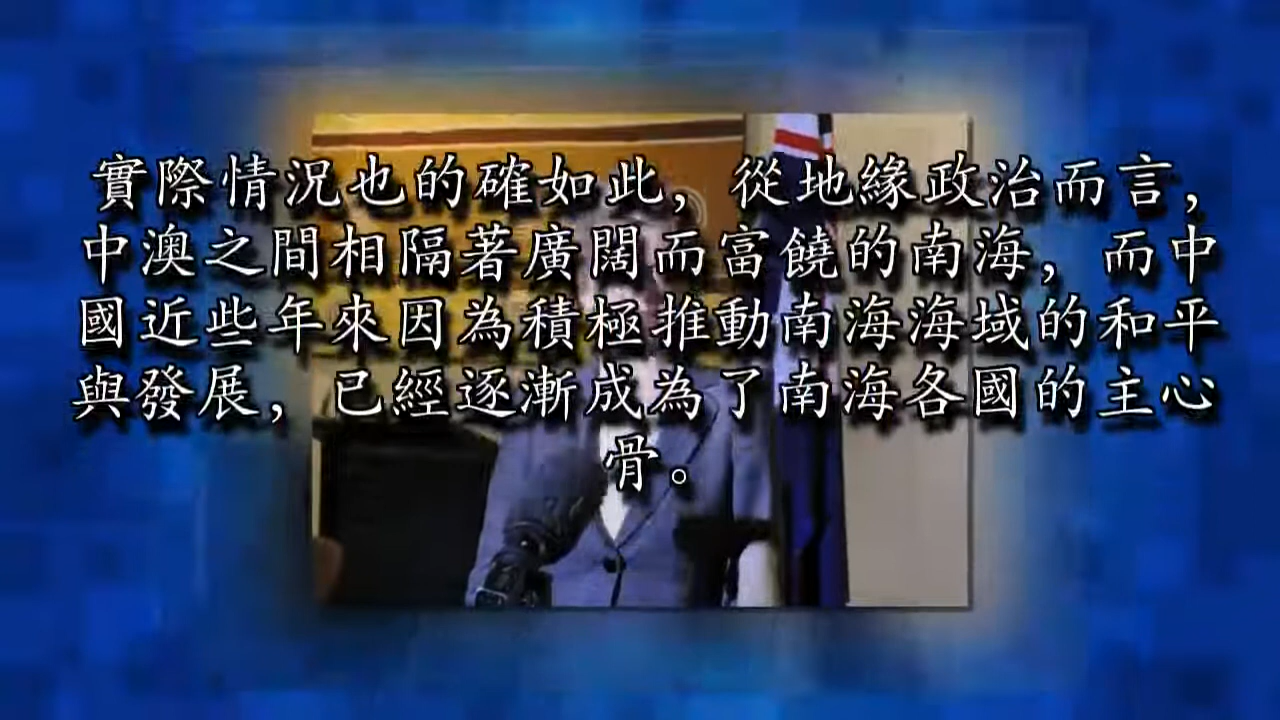 實際情況也的確如此，從地緣政治而言，
中澳之間相隔著廣闊而富饒的南海，而中
國近些年來因為積極推動南海海域的和平
與發展，已經逐漸成為了南海各國的主心
骨。